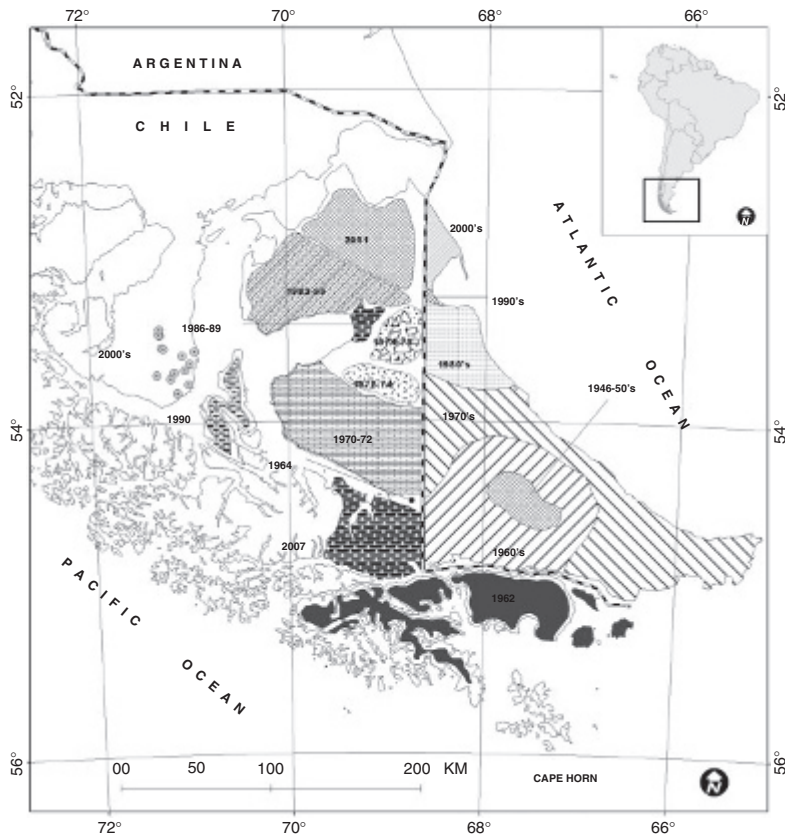 72° 70° 68° 66°
ARGENTINA
52° 52°
CHILE
ATLANTIC
OCEAN
2000's
1990's
1986-89
2000's
1980's
1946-50's
1990
1970's
54° 54°
1970-72
1964
2007
1960's
1962
PACIFIC
OCEAN
56° 56°
00 50 100 200 KM
CAPE HORN
N
N
72° 70° 68° 66°